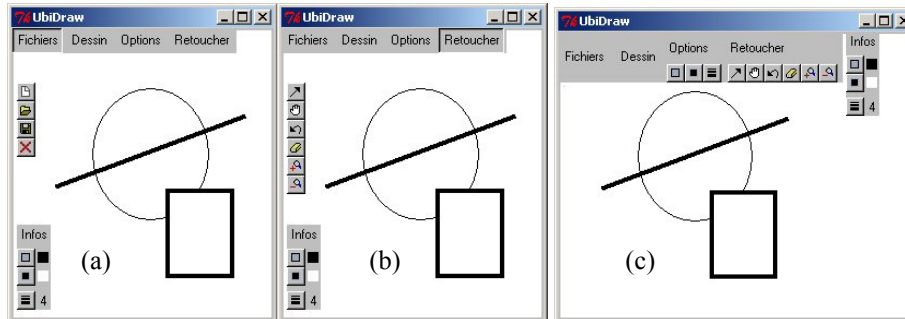 UbiDraw
Fichiers Dessin Options Retoucher
Infos
4
(a)
UbiDraw
Fichiers Dessin Options Retoucher
Infos
4
(b)
UbiDraw
Fichiers Dessin Options Retoucher
Infos
4
(c)